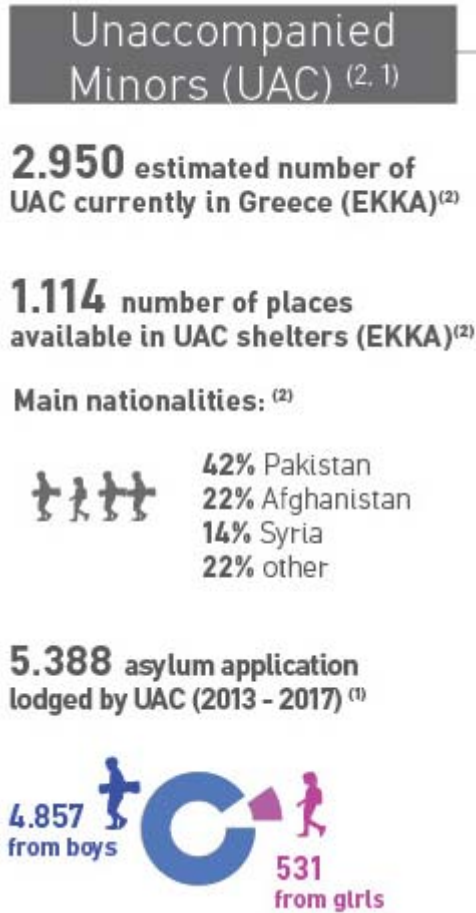 Unaccompanied
Minors (UAC) (2, 1)
2.950 estimated number of
UAC currently in Greece (EKKA)(2)
1.114 number of places
available in UAC shelters (EKKA)(2)
Main nationalities: (2)
42% Pakistan
22% Afghanistan
14% Syria
22% other
5.388 asylum application
lodged by UAC (2013 - 2017) (1)
4.857
from boys
531
from gIrls